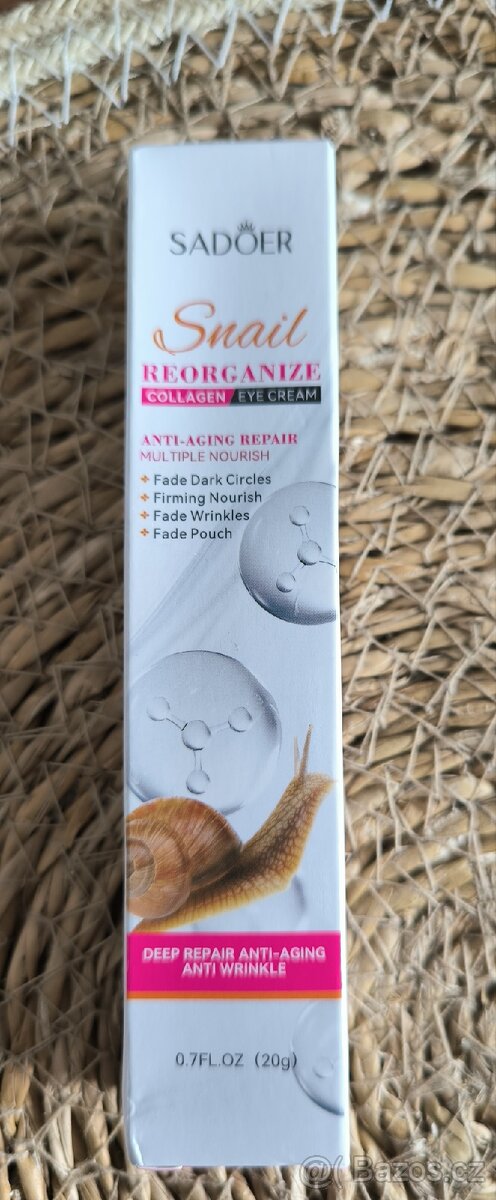 SADOER
Snail
REORGANIZE
COLLAGEN / EYE CREAM
ANTI-AGING REPAIR
MULTIPLE NOURISH
Fade Dark Circles
Firming Nourish
Fade Wrinkles
Fade Pouch
DEEP REPAIR ANTI-AGING
ANTI WRINKLE
0.7FL.OZ (20g)
Bazos.cz